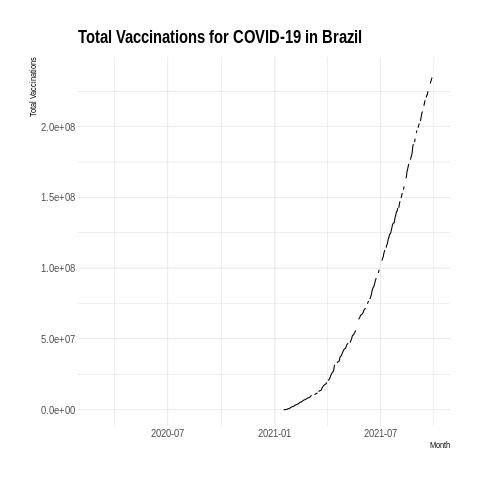 Total Vaccinations for COVID-19 in Brazil
Total Vaccinations
2.0e+08
1.5e+08
1.0e+08
5.0e+07
0.0e+00
2020-07
2021-01
2021-07
Month